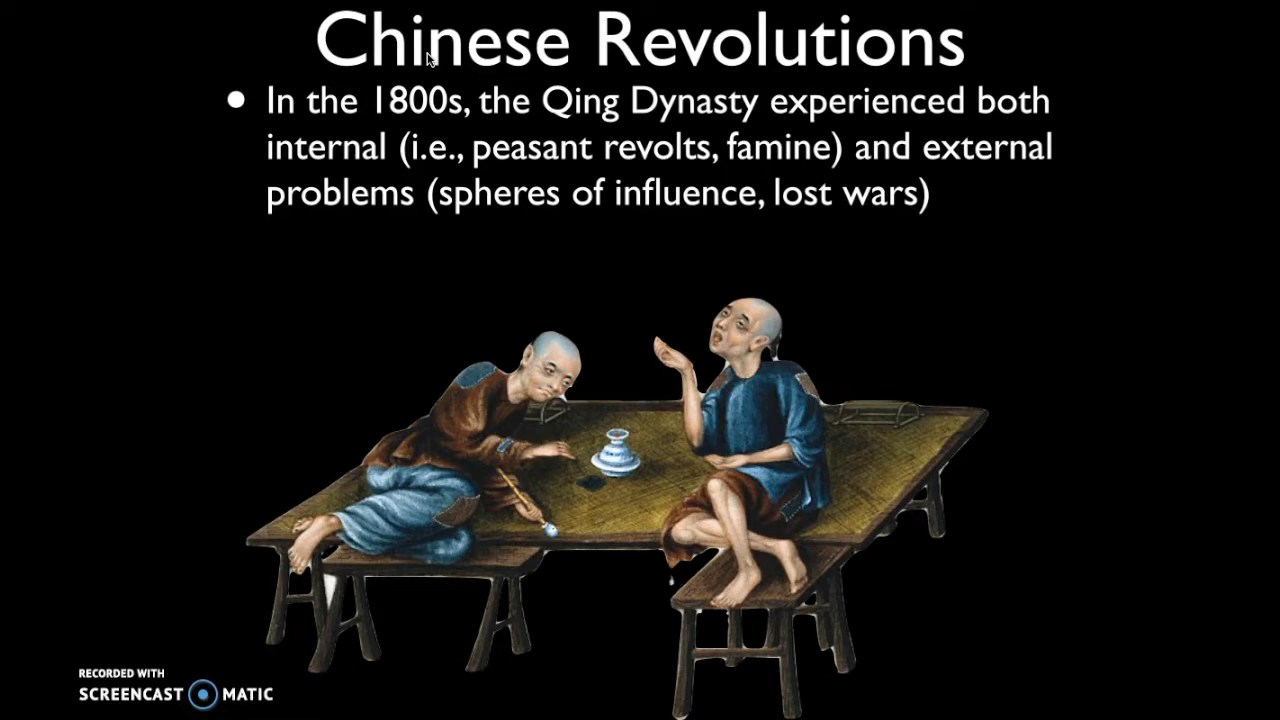 Chinese Revolutions
• In the 1800s, the Qing Dynasty experienced both
internal (i.e., peasant revolts, famine) and external
problems (spheres of influence, lost wars)
RECORDED WITH
SCREENCAST MATIC